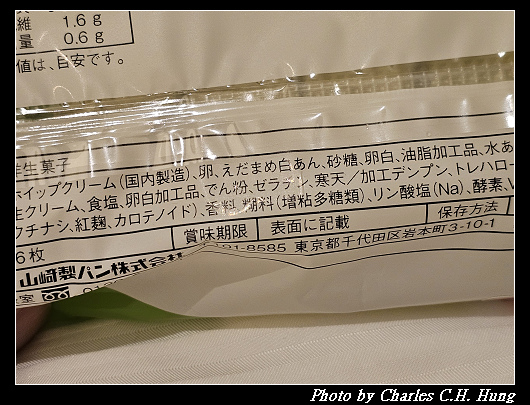 維 1.6g
量 0.6g
値は、目安です。
生菓子
ホイップクリーム(国内製造)、卵、えだまめ白あん、砂糖、卵白、油脂加工品、水あ
生クリーム、食塩、卵白加工品、でん粉、ゼラチン、寒天／加工デンプン、トレハロー
クチナシ、紅麹、カロテノイド)、香料、糊料(増粘多糖類)、リン酸塩(Na)、酵素、
6枚 賞味期限 表面に記載 保存方法
山崎製パン株式会社 -8585 東京都千代田区岩本町3-10-1
Photo by Charles C.H. Hung